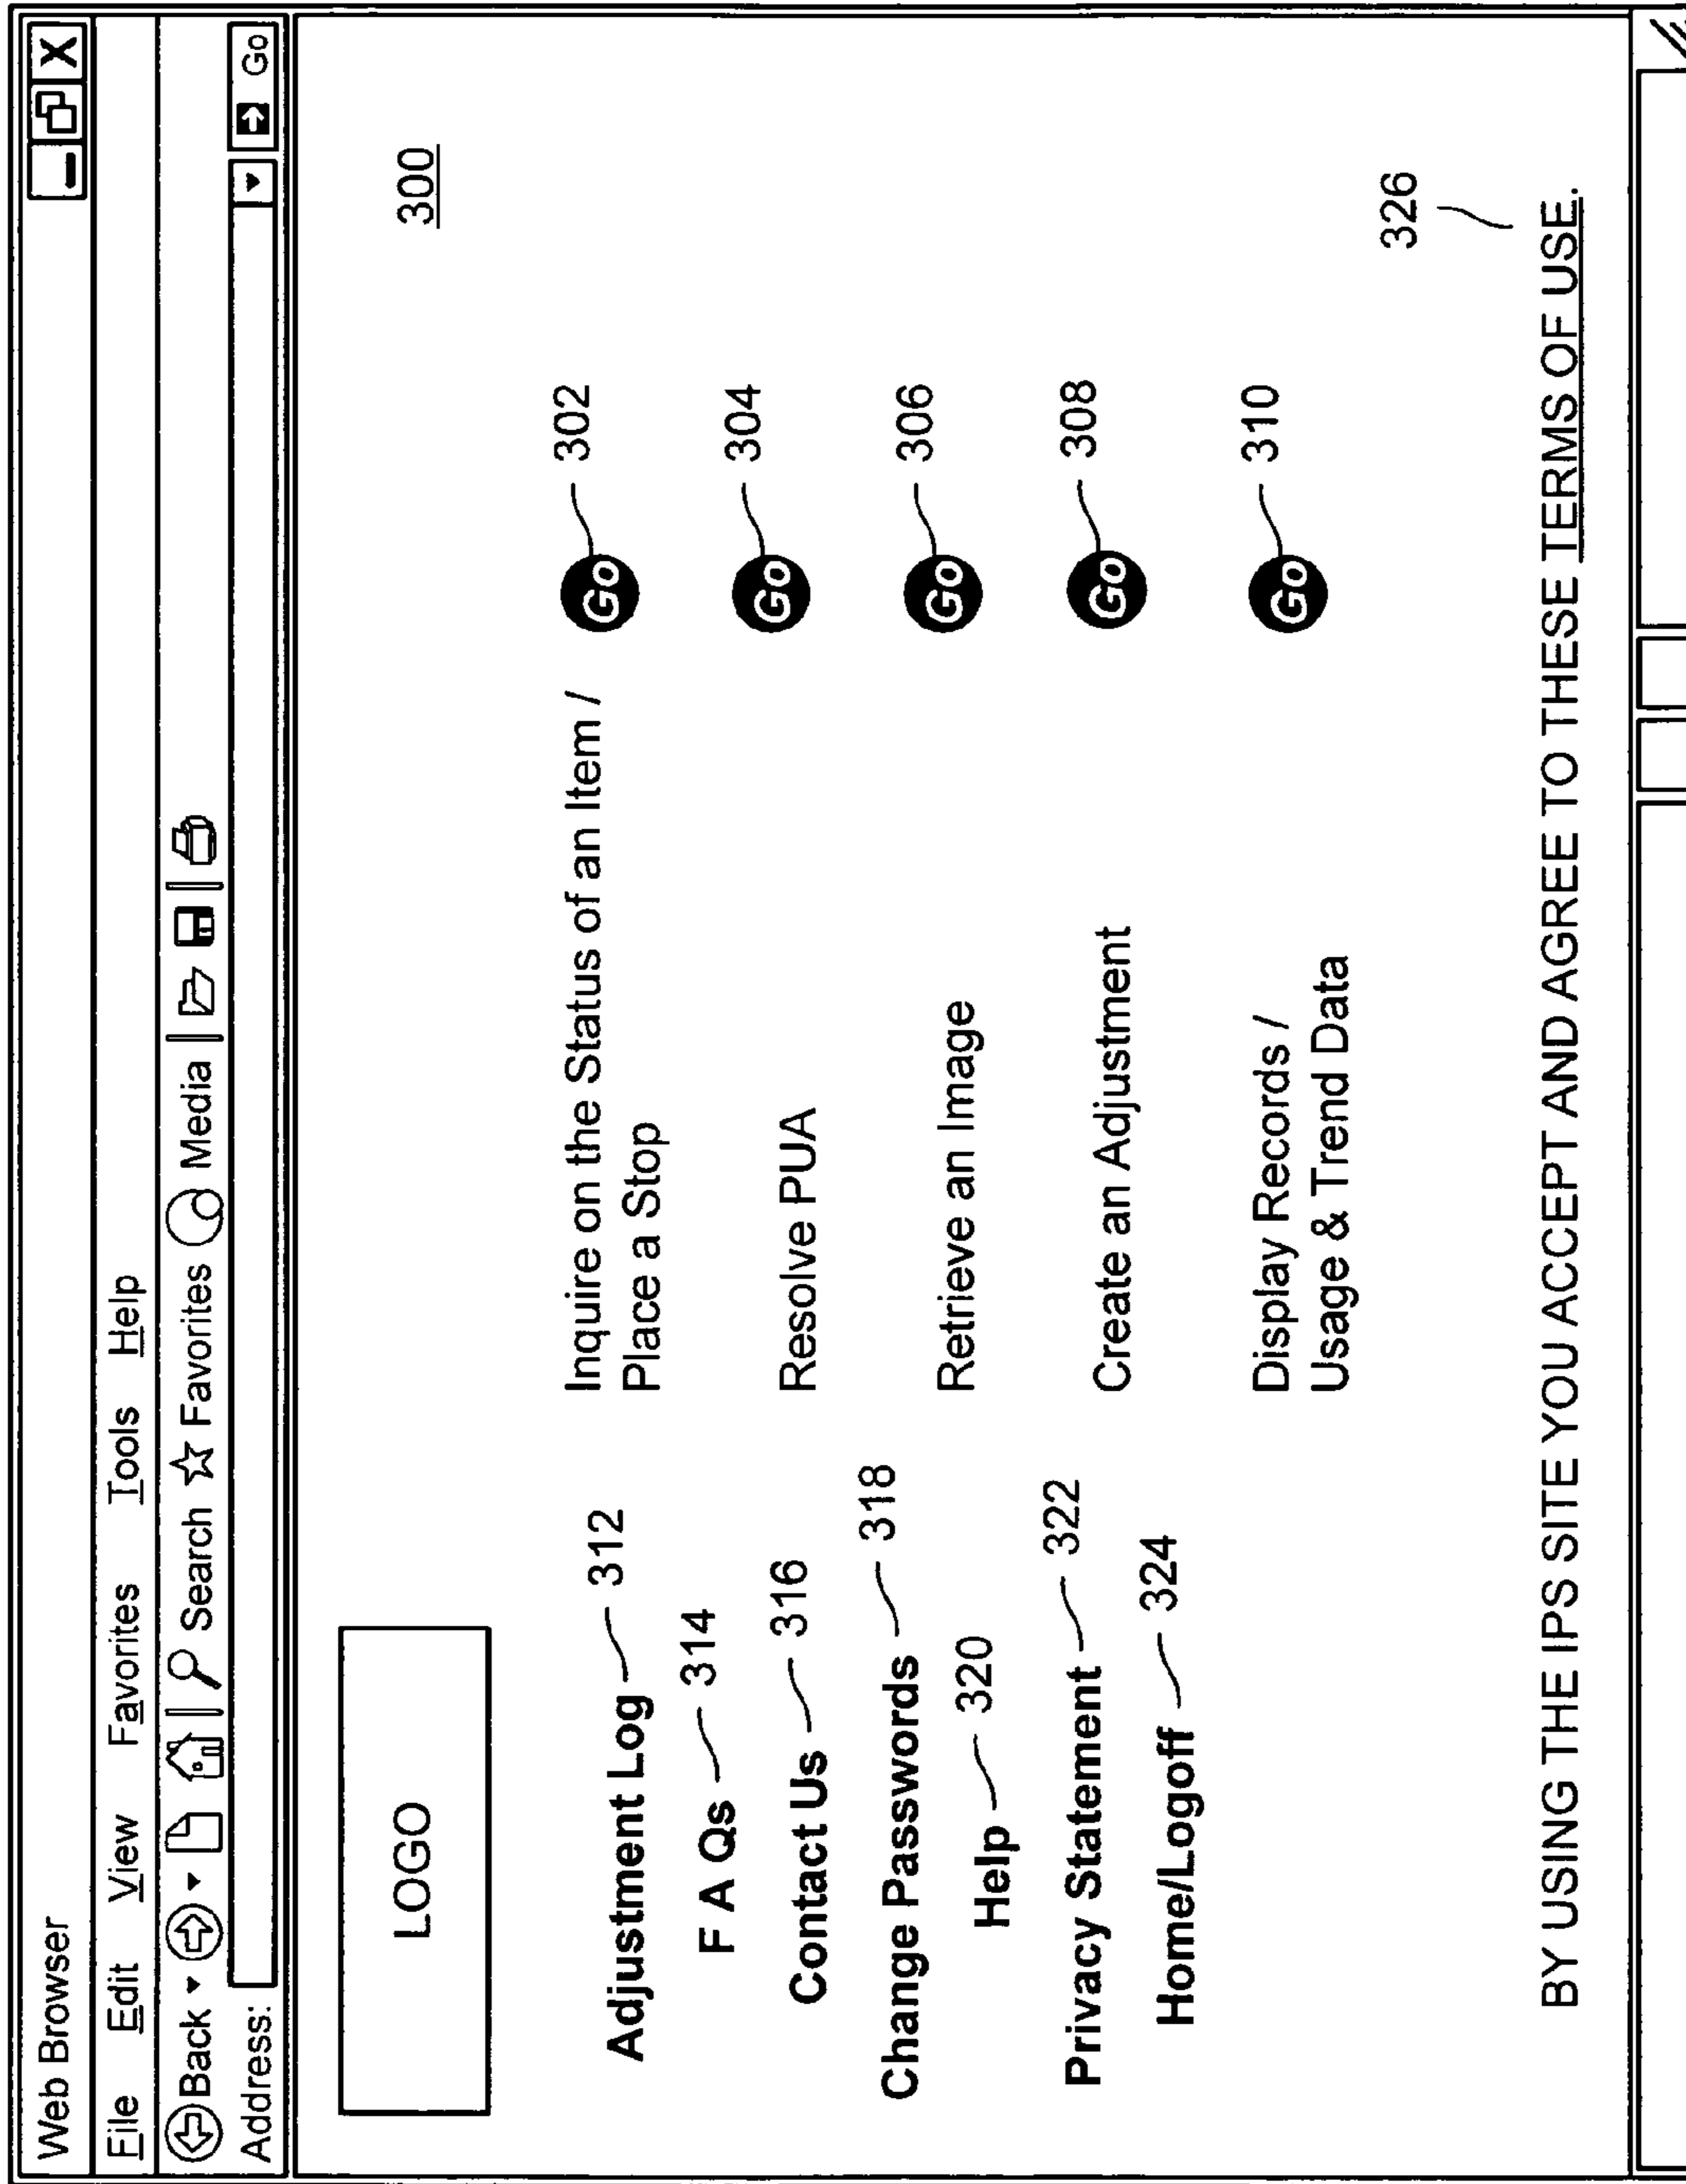 Web Browser
File Edit View Favorites Tools Help
Back Search Favorites Media
Address: Go
LOGO
300
Adjustment Log 312
F A Qs 314
Contact Us 316
Change Passwords 318
Help 320
Privacy Statement 322
Home/Logoff 324
Inquire on the Status of an Item /
Place a Stop
Go 302
Resolve PUA
Go 304
Retrieve an Image
Go 306
Create an Adjustment
Go 308
Display Records /
Usage & Trend Data
Go 310
326
BY USING THE IPS SITE YOU ACCEPT AND AGREE TO THESE TERMS OF USE.